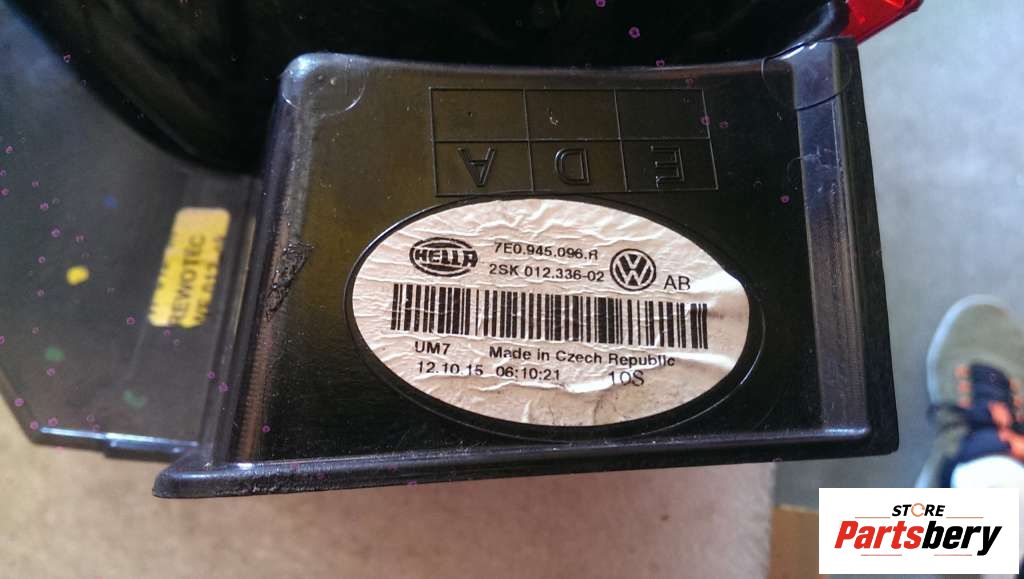 E D A
HELLA
7E0.945.096.R
2SK 012.336-02
AB
UM7 Made in Czech Republic
12.10.15 06:10:21 10S
REWOTEC
STORE
Partsbery